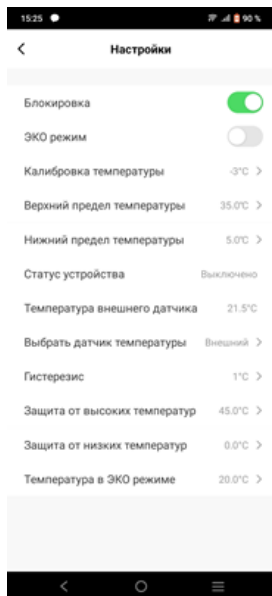 15:25 90 %
Настройки
Блокировка
ЭКО режим
Калибровка температуры -3°C
Верхний предел температуры 35.0°C
Нижний предел температуры 5.0°C
Статус устройства Выключено
Температура внешнего датчика 21.5°C
Выбрать датчик температуры Внешний
Гистерезис 1°C
Защита от высоких температур 45.0°C
Защита от низких температур 0.0°C
Температура в ЭКО режиме 20.0°C